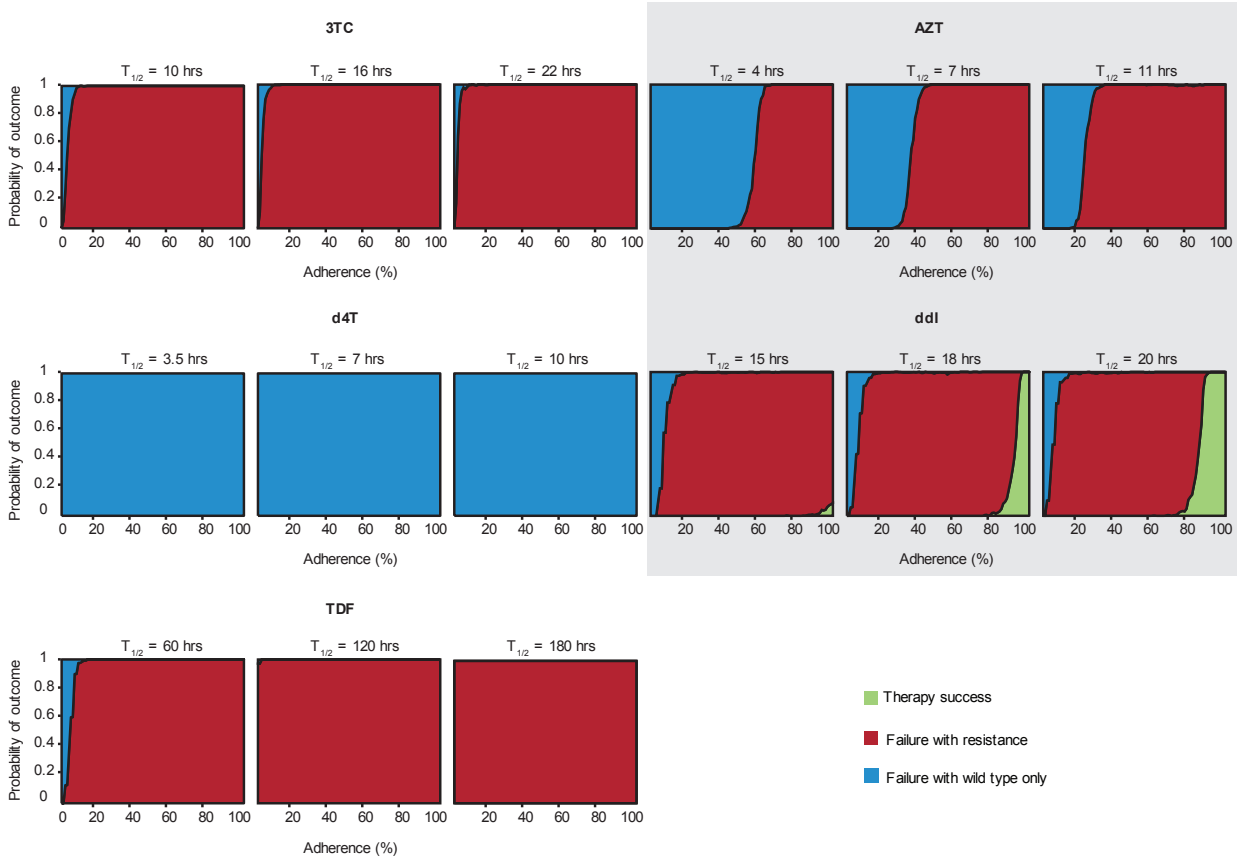 3TC
AZT
T1/2 = 10 hrs
T1/2 = 16 hrs
T1/2 = 22 hrs
T1/2 = 4 hrs
T1/2 = 7 hrs
T1/2 = 11 hrs
Probability of outcome
1
0.8
0.6
0.4
0.2
0
0 20 40 60 80 100
20 40 60 80 100
20 40 60 80 100
20 40 60 80 100
20 40 60 80 100
20 40 60 80 100
Adherence (%)
Adherence (%)
d4T
ddI
T1/2 = 3.5 hrs
T1/2 = 7 hrs
T1/2 = 10 hrs
T1/2 = 15 hrs
T1/2 = 18 hrs
T1/2 = 20 hrs
Probability of outcome
1
0.8
0.6
0.4
0.2
0
0 20 40 60 80 100
20 40 60 80 100
20 40 60 80 100
20 40 60 80 100
20 40 60 80 100
20 40 60 80 100
Adherence (%)
Adherence (%)
TDF
T1/2 = 60 hrs
T1/2 = 120 hrs
T1/2 = 180 hrs
Probability of outcome
1
0.8
0.6
0.4
0.2
0
0 20 40 60 80 100
20 40 60 80 100
20 40 60 80 100
Adherence (%)
Therapy success
Failure with resistance
Failure with wild type only